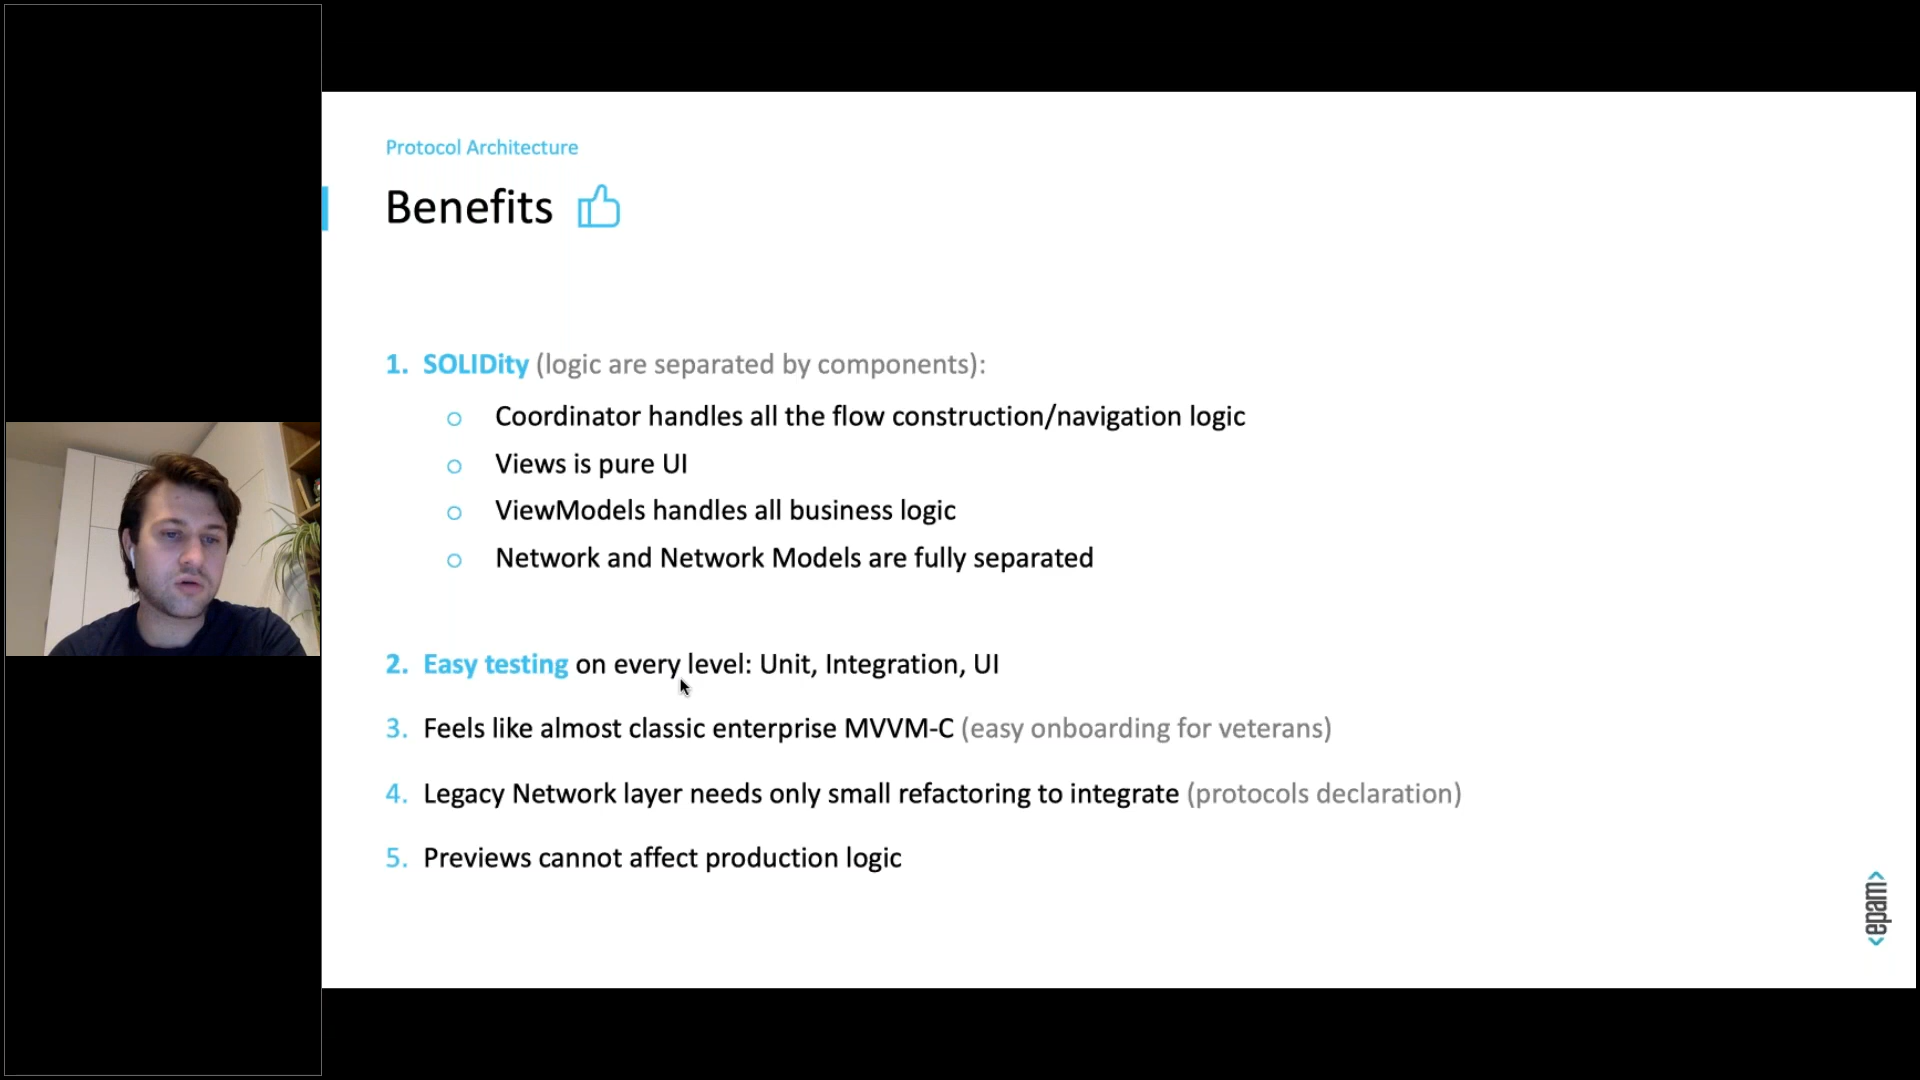 Protocol Architecture
Benefits
1. SOLIDity (logic are separated by components):
o Coordinator handles all the flow construction/navigation logic
o Views is pure UI
o ViewModels handles all business logic
o Network and Network Models are fully separated
2. Easy testing on every level: Unit, Integration, UI
3. Feels like almost classic enterprise MVVM-C (easy onboarding for veterans)
4. Legacy Network layer needs only small refactoring to integrate (protocols declaration)
5. Previews cannot affect production logic
<epam>